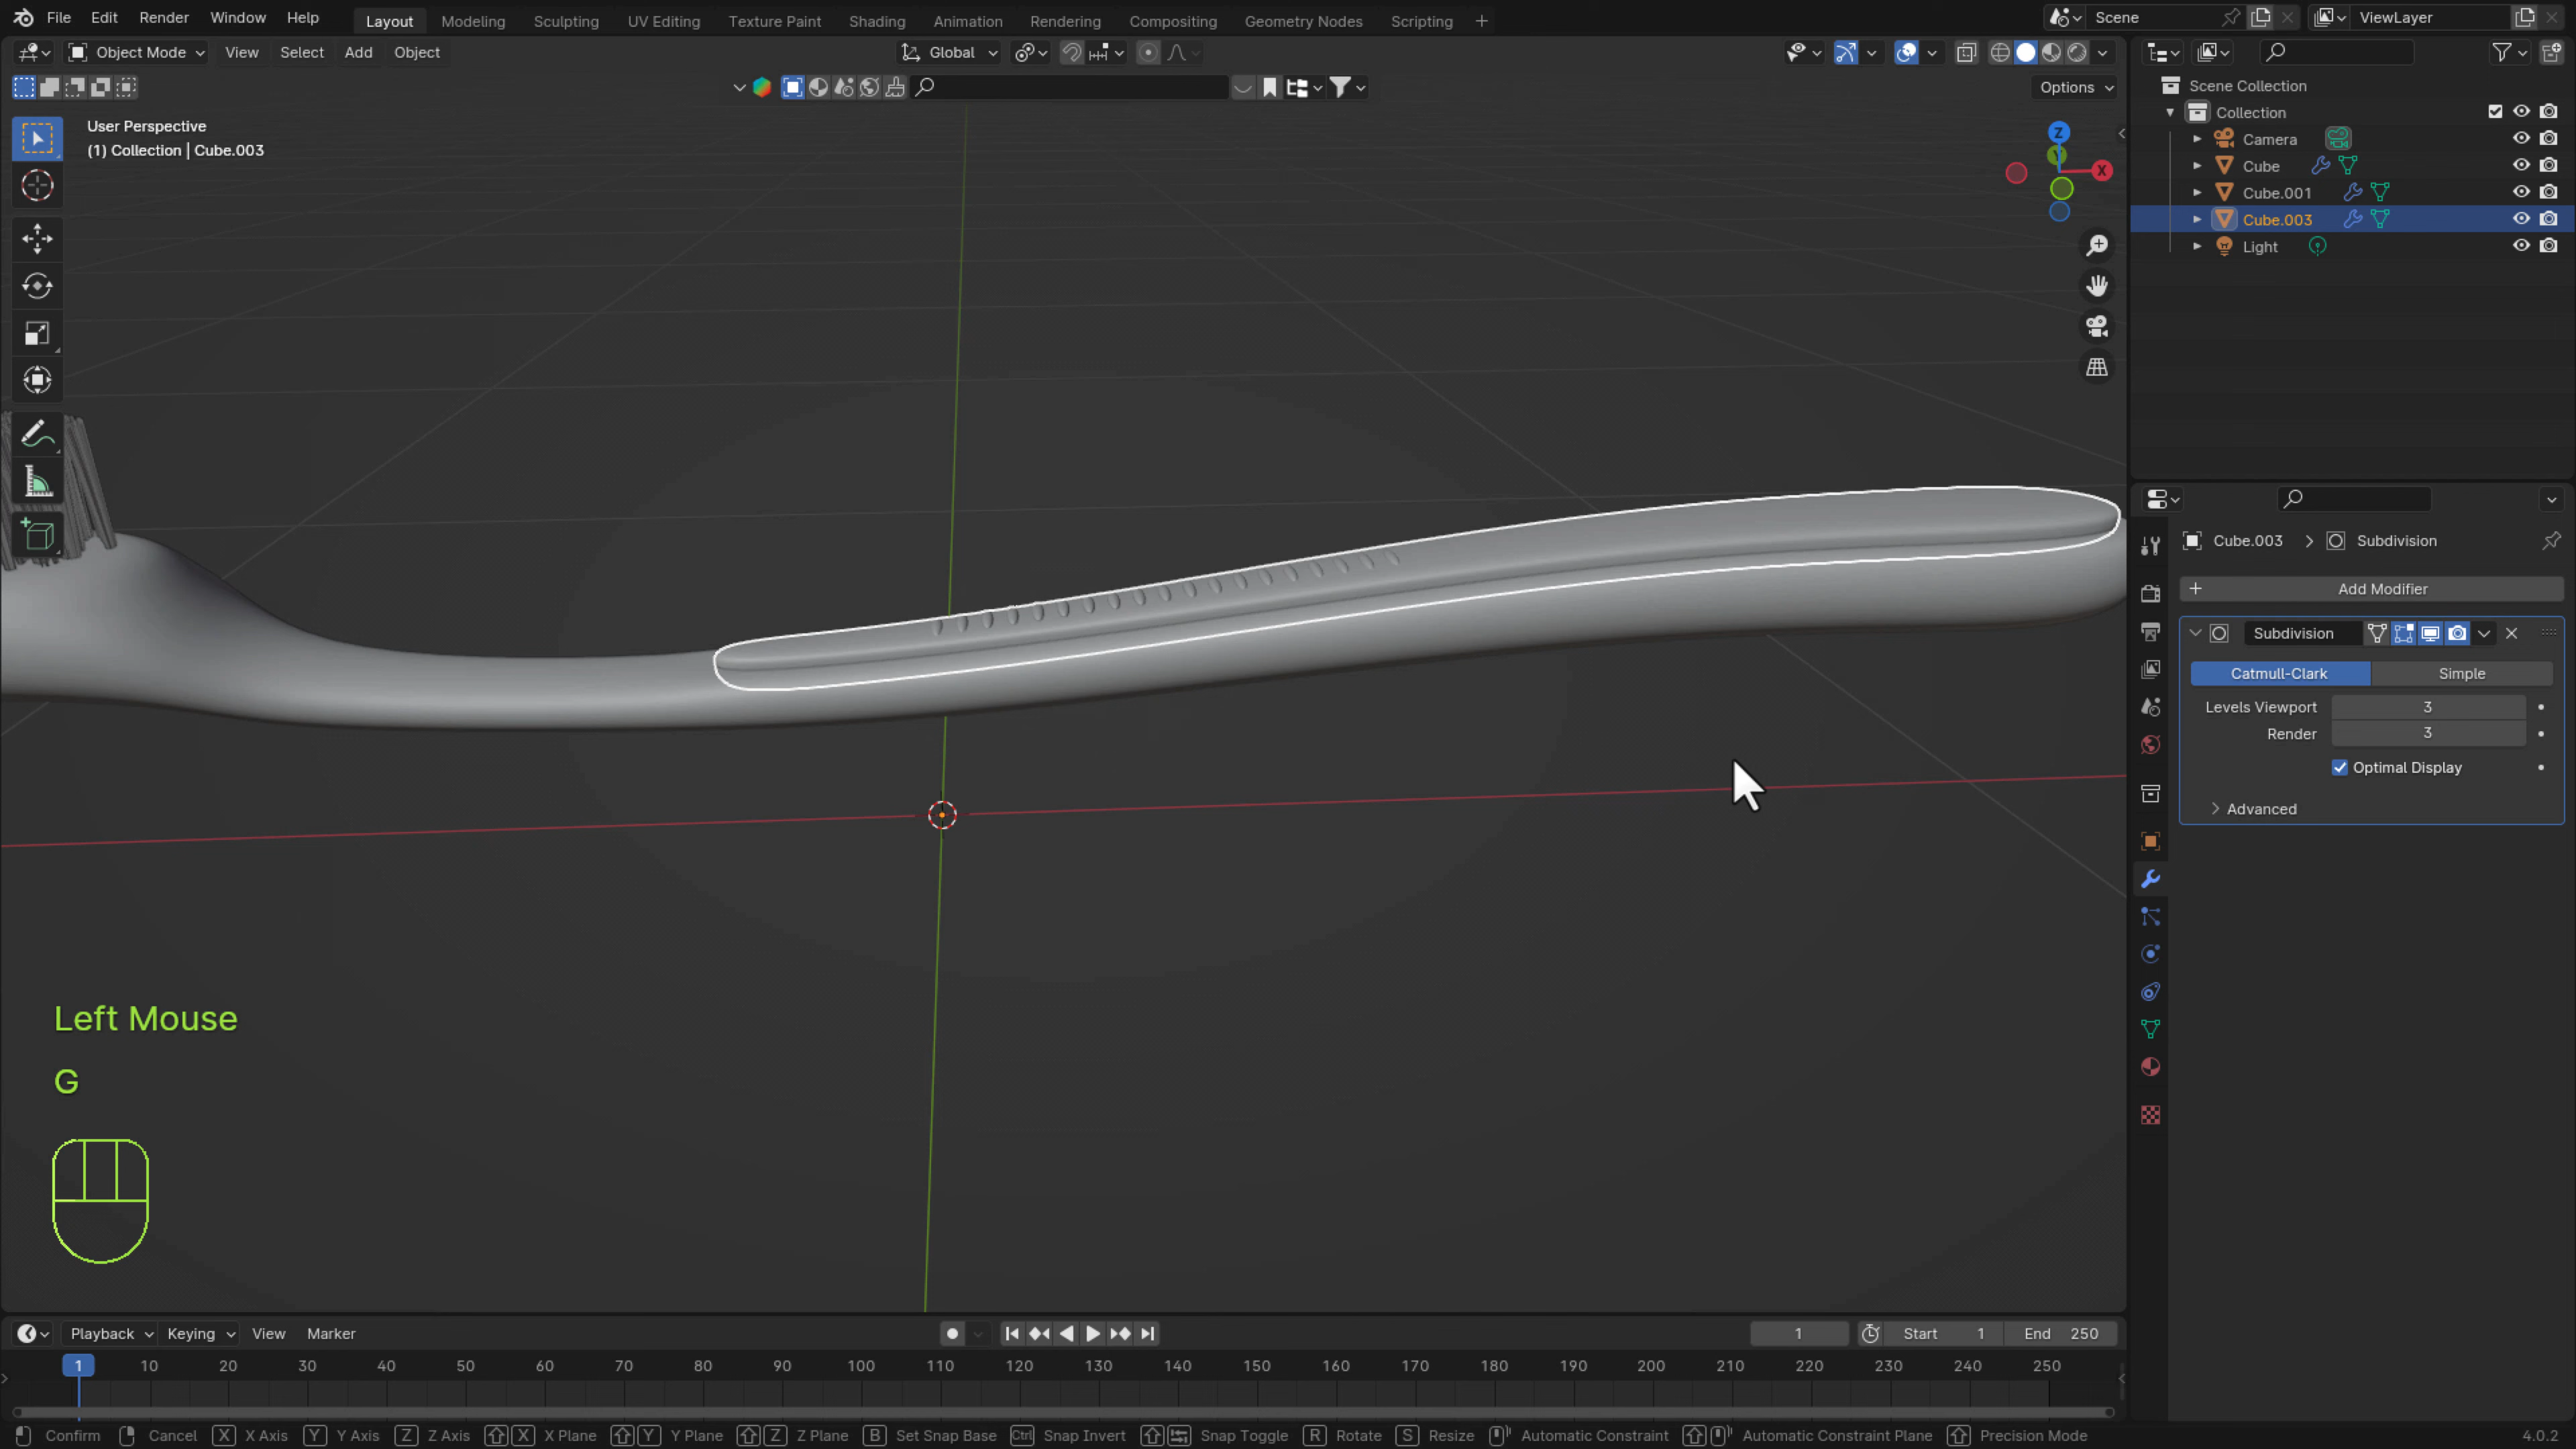 File Edit Render Window Help Layout Modeling Sculpting UV Editing Texture Paint Shading Animation Rendering Compositing Geometry Nodes Scripting + Scene ViewLayer
Object Mode View Select Add Object Global
Options
User Perspective
(1) Collection | Cube.003
Z
Y
X
Scene Collection
Collection
Camera
Cube
Cube.001
Cube.003
Light
Cube.003 > Subdivision
+ Add Modifier
Subdivision
Catmull-Clark Simple
Levels Viewport 3
Render 3
Optimal Display
Advanced
Left Mouse
G
Playback Keying View Marker 1 Start 1 End 250
1 10 20 30 40 50 60 70 80 90 100 110 120 130 140 150 160 170 180 190 200 210 220 230 240 250
Confirm Cancel X X Axis Y Y Axis Z Z Axis X X Plane Y Y Plane Z Z Plane B Set Snap Base Ctrl Snap Invert Snap Toggle R Rotate S Resize Automatic Constraint Automatic Constraint Plane Precision Mode 4.0.2